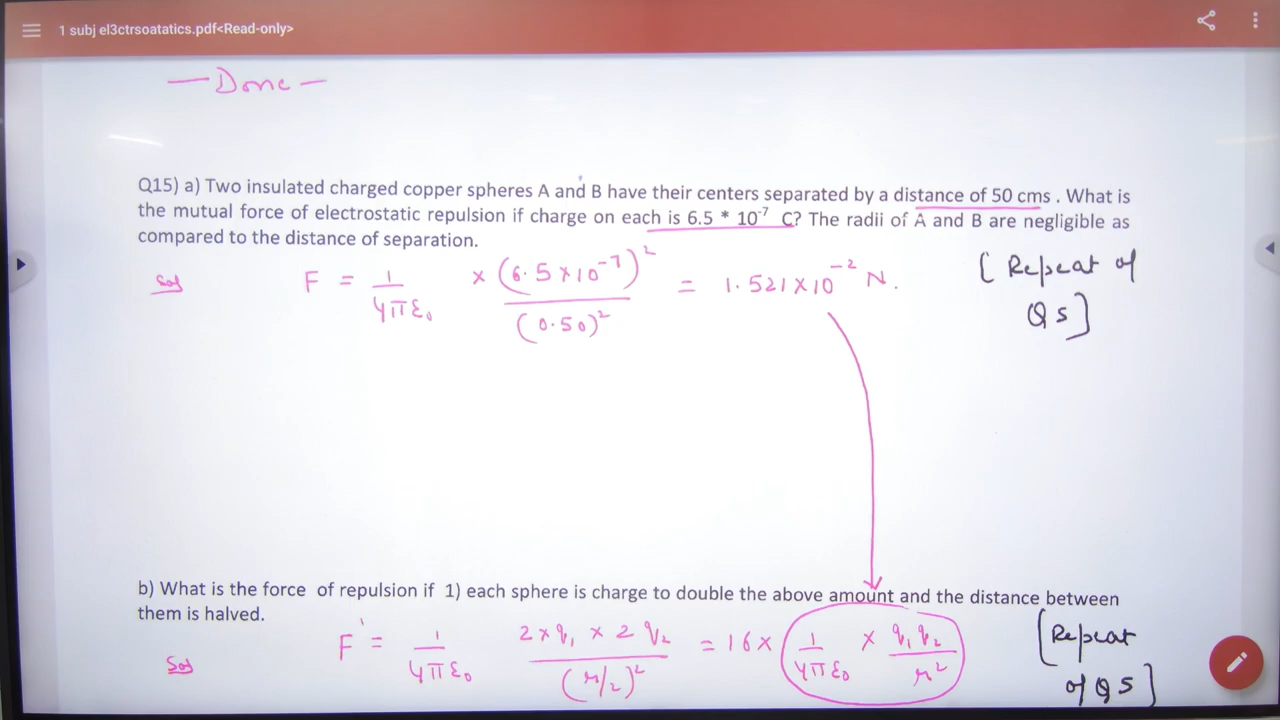 1 subj el3ctrsoatatics.pdf<Read-only>
— Done —
Q15) a) Two insulated charged copper spheres A and B have their centers separated by a distance of 50 cms . What is
the mutual force of electrostatic repulsion if charge on each is 6.5 * 10⁻⁷ C? The radii of A and B are negligible as
compared to the distance of separation.
Sol F = 1/4πε₀ × (6.5×10⁻⁷)²/(0.50)² = 1.521×10⁻² N. [Repeat of
Q5]
b) What is the force of repulsion if 1) each sphere is charge to double the above amount and the distance between
them is halved.
Sol F' = 1/4πε₀ 2×q₁ × 2q₂/(r/2)² = 16 × (1/4πε₀ × q₁q₂/r²) [Repeat
of Q5]